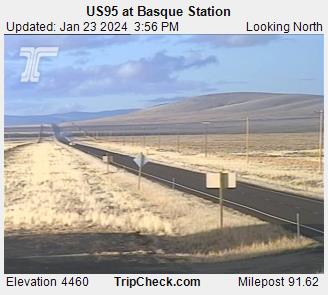 US95 at Basque Station
Updated: Jan 23 2024 3:56 PM
Looking North
Elevation 4460
TripCheck.com
Milepost 91.62